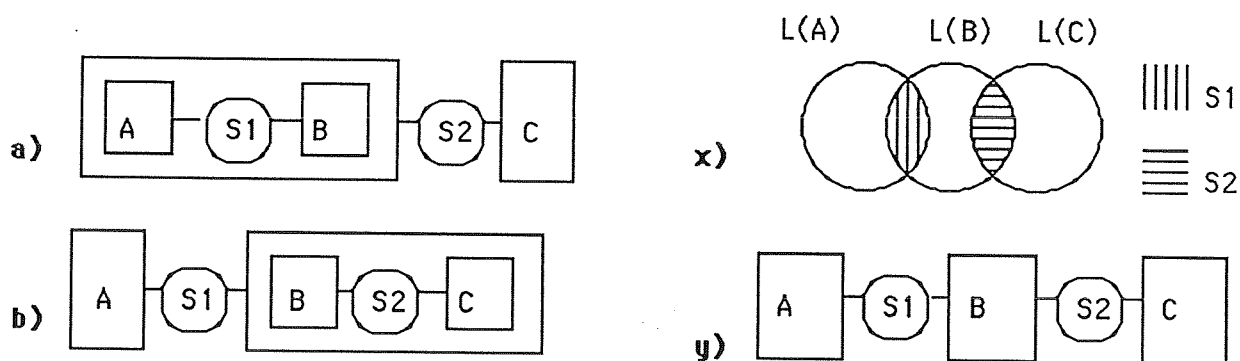 L(A) L(B) L(C)
S1
S2
x)
a)
A S1 B S2 C
b)
A S1 B S2 C
y)
A S1 B S2 C